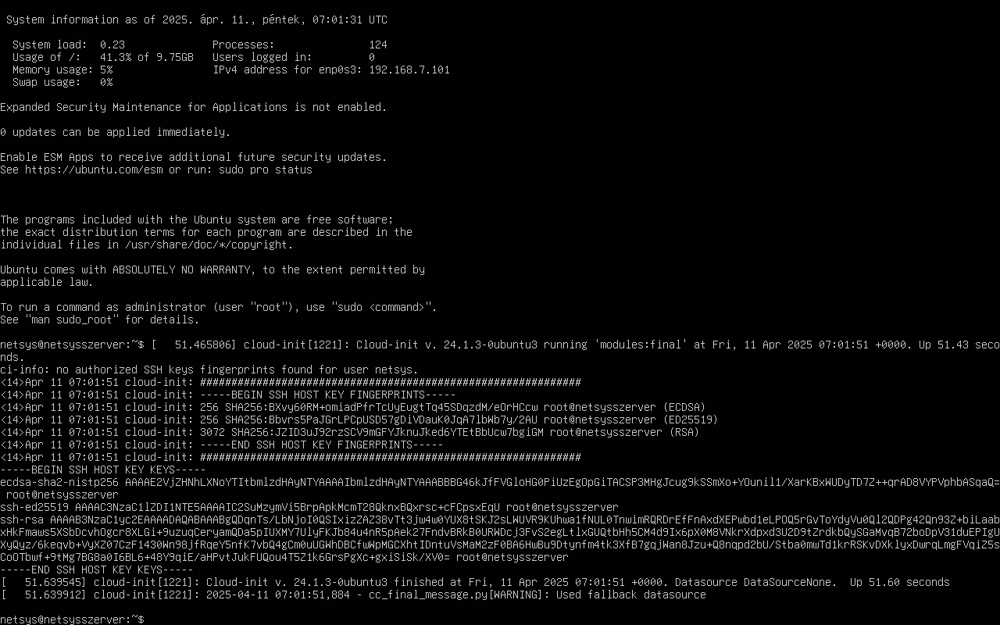 System information as of 2025. ápr. 11., péntek, 07:01:31 UTC
System load:  0.23              Processes:               124
Usage of /:   41.3% of 9.75GB   Users logged in:         0
Memory usage: 5%                IPv4 address for enp0s3: 192.168.7.101
Swap usage:   0%
Expanded Security Maintenance for Applications is not enabled.
0 updates can be applied immediately.
Enable ESM Apps to receive additional future security updates.
See https://ubuntu.com/esm or run: sudo pro status
The programs included with the Ubuntu system are free software;
the exact distribution terms for each program are described in the
individual files in /usr/share/doc/*/copyright.
Ubuntu comes with ABSOLUTELY NO WARRANTY, to the extent permitted by
applicable law.
To run a command as administrator (user "root"), use "sudo <command>".
See "man sudo_root" for details.
netsys@netsysszerver:~$ [   51.465806] cloud-init[1221]: Cloud-init v. 24.1.3-0ubuntu3 running 'modules:final' at Fri, 11 Apr 2025 07:01:51 +0000. Up 51.43 seco
nds.
ci-info: no authorized SSH keys fingerprints found for user netsys.
<14>Apr 11 07:01:51 cloud-init: #############################################################
<14>Apr 11 07:01:51 cloud-init: -----BEGIN SSH HOST KEY FINGERPRINTS-----
<14>Apr 11 07:01:51 cloud-init: 256 SHA256:BXvy60RM+omiadPfrTcUyEugtTq45SDqzdM/eOrHCcw root@netsysszerver (ECDSA)
<14>Apr 11 07:01:51 cloud-init: 256 SHA256:Bbvrs5PaJGrLPCpUSD57gDiVDauK0JqA7lbWb7y/2AU root@netsysszerver (ED25519)
<14>Apr 11 07:01:51 cloud-init: 3072 SHA256:JZID3uJ92rzSCV9mGFYJknuJked6YTEtBbUcw7bgiGM root@netsysszerver (RSA)
<14>Apr 11 07:01:51 cloud-init: -----END SSH HOST KEY FINGERPRINTS-----
<14>Apr 11 07:01:51 cloud-init: #############################################################
-----BEGIN SSH HOST KEY KEYS-----
ecdsa-sha2-nistp256 AAAAE2VjZHNhLXNoYTItbmlzdHAyNTYAAAAIbmlzdHAyNTYAAABBBG46kJfFVGloHG0PiUzEgOpGiTACSP3MHgJcug9kSSmXo+YOunil1/XarKBxWUDyTD7Z++qrAD8VYPVphbASqaQ=
root@netsysszerver
ssh-ed25519 AAAAC3NzaC1lZDI1NTE5AAAAIC2SuMzymVi5BrpApkMcmT28QknxBQxrsc+cFCpsxEqU root@netsysszerver
ssh-rsa AAAAB3NzaC1yc2EAAAADAQABAAABgQDqnTs/LbNjoI0QSIxizZAZ38vTt3jw4w0YUX8tSKJ2sLWUVR9KUhwa1fNUL0TnwimRQRDrEfFnAxdXEPwbd1eLPOQ5rGvToYdyVu0Ql2QDPg42Qn93Z+biLaab
xHkFmaws5XSbDcvhOgcr8XLGi+9uzuqCeryamQDa5pIUXMY7UlyFKJb84u4nR5pAek27FndvBRkB0URWDcj3FvS2egLtlxGUQtbHh5CM4d9Ix6pX0M8VNKrXdpxd3U2D9tZrdkbQySGaMvqB72boDpV31duEPIgU
XyQyz/6keqvb+VyXZ07CzF1430Wn98jfRqeY5nfK7vbQ4gCm0uUGWhDBCfwWpMGCXhtIDntuVsMaM2zF0BA6HwBu9Dtynfm4tk3XfB7gqjWan8Jzu+Q8nqpd2bU/Stba0mwTd1krRSKvDXklyxDwrqLmgFVqiZ5s
CoOTbwf+9tMg7BG8a0I6BL6+48Y9qiE/aHPvtJukFUQou4T5Z1k6GrsPgXc+gxiSiSk/XV0= root@netsysszerver
-----END SSH HOST KEY KEYS-----
[   51.639545] cloud-init[1221]: Cloud-init v. 24.1.3-0ubuntu3 finished at Fri, 11 Apr 2025 07:01:51 +0000. Datasource DataSourceNone.  Up 51.60 seconds
[   51.639912] cloud-init[1221]: 2025-04-11 07:01:51,884 - cc_final_message.py[WARNING]: Used fallback datasource
netsys@netsysszerver:~$